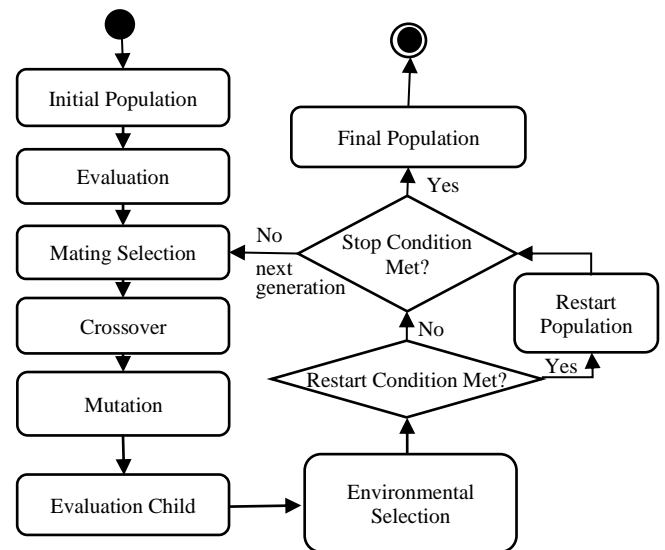 Initial Population
Evaluation
Mating Selection
Crossover
Mutation
Evaluation Child
Environmental
Selection
Restart Condition Met?
No
Yes
Restart
Population
Stop Condition
Met?
No
next
generation
Yes
Final Population